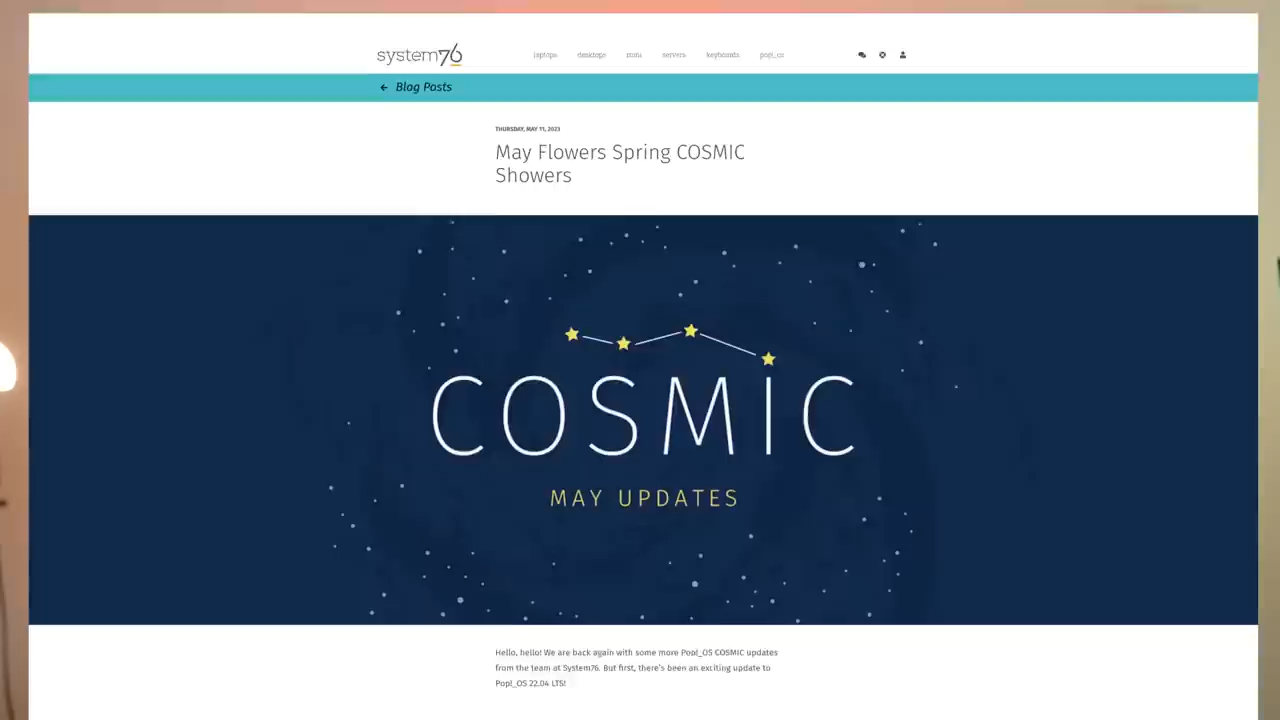 system76
laptops desktops mini servers keyboards pop!_os
← Blog Posts
THURSDAY, MAY 11, 2023
May Flowers Spring COSMIC
Showers
COSMIC
MAY UPDATES
Hello, hello! We are back again with some more Pop!_OS COSMIC updates
from the team at System76. But first, there's been an exciting update to
Pop!_OS 22.04 LTS!